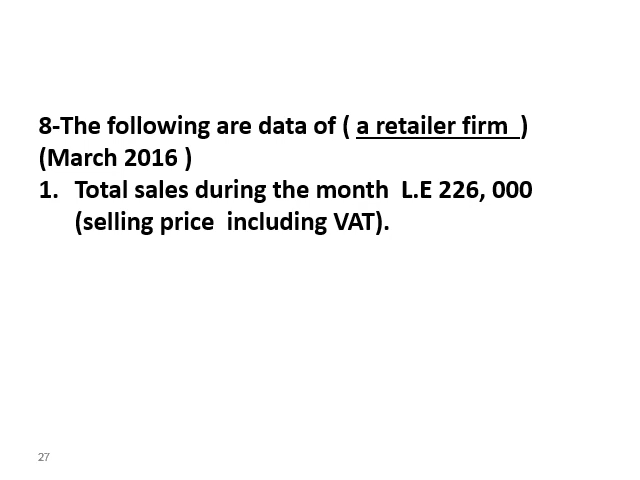 8-The following are data of ( a retailer firm )
(March 2016 )
1. Total sales during the month L.E 226, 000
(selling price including VAT).
27